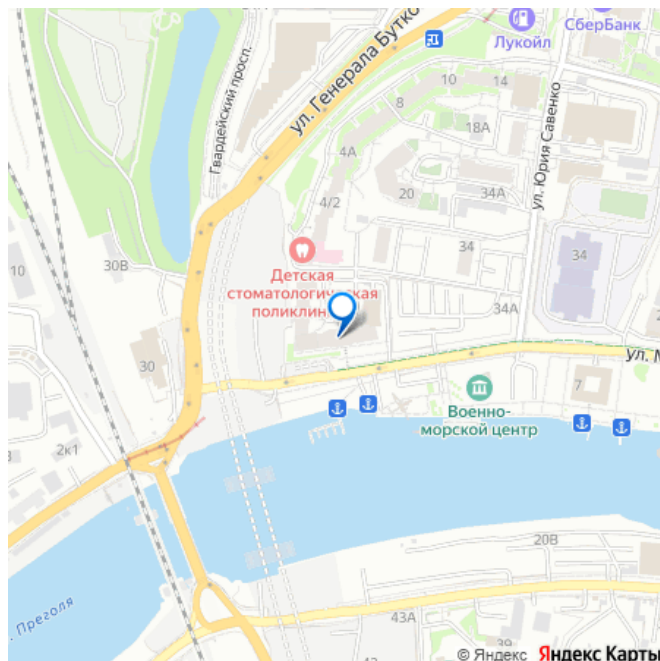 СберБанк
Лукойл
ул. Генерала Бутко
Гвардейский просп.
10
14
8
18А
4А
ул. Юрия Савенко
20
34А
4/2
34
34
Детская
стоматологическая
поликлин
30В
10
34А
30
ул. М
7
Военно-
морской центр
2к1
20В
Преголя
43А
39
© Яндекс Яндекс Карты